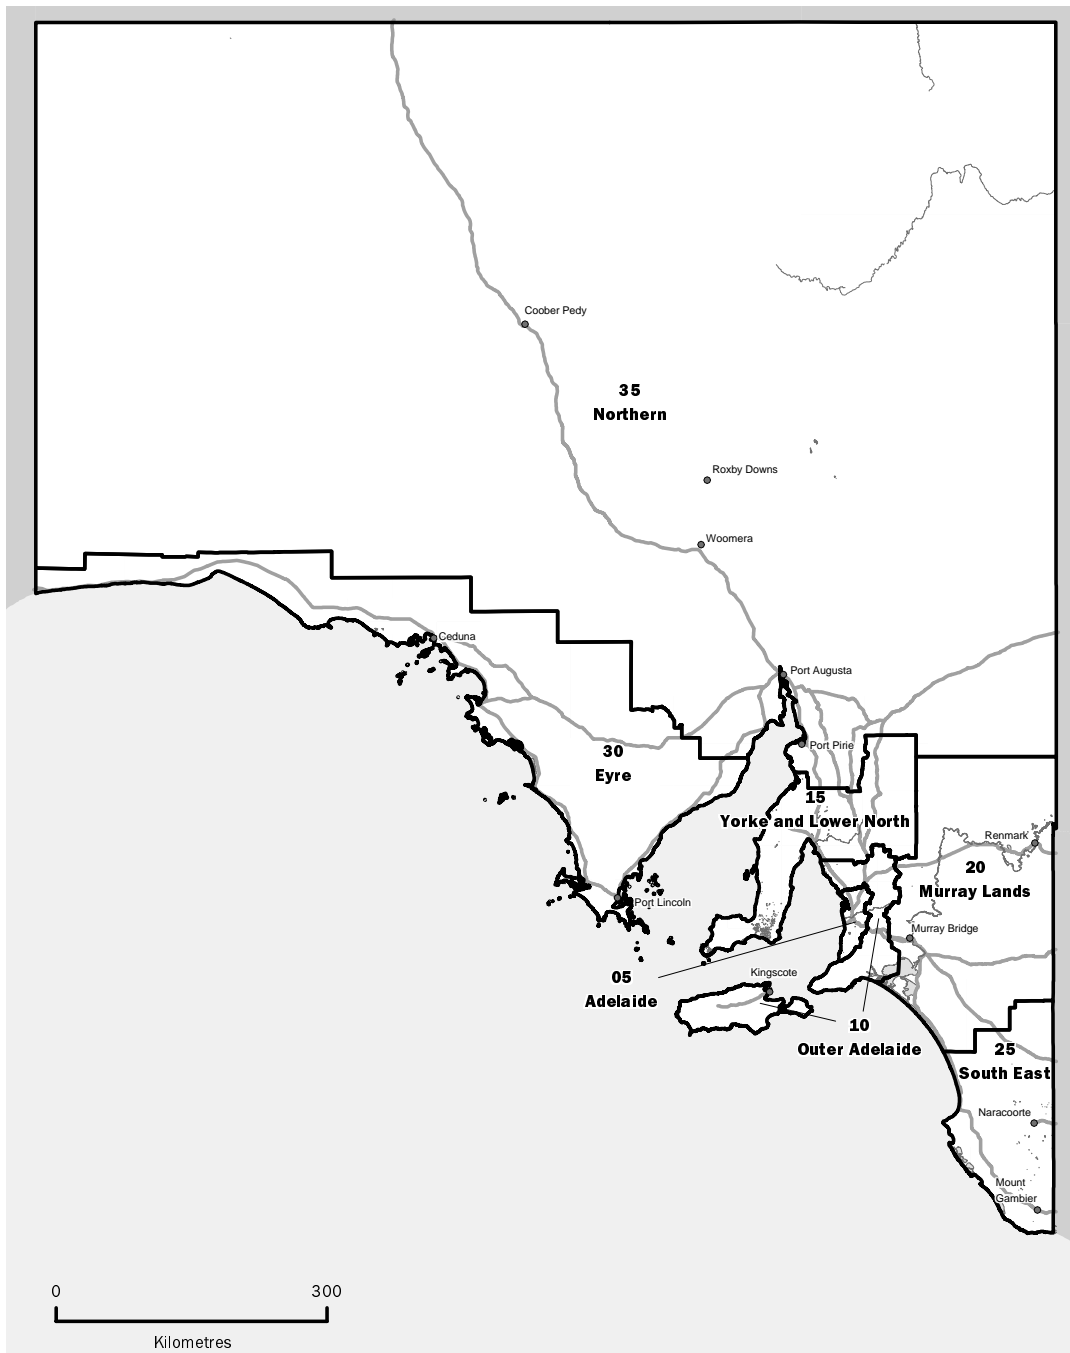 Coober Pedy
35
Northern
Roxby Downs
Woomera
Ceduna
Port Augusta
Port Pirie
30
Eyre
15
Yorke and Lower North
Renmark
20
Murray Lands
Port Lincoln
Murray Bridge
05
Adelaide
Kingscote
10
Outer Adelaide
25
South East
Naracoorte
Mount
Gambier
0 300
Kilometres